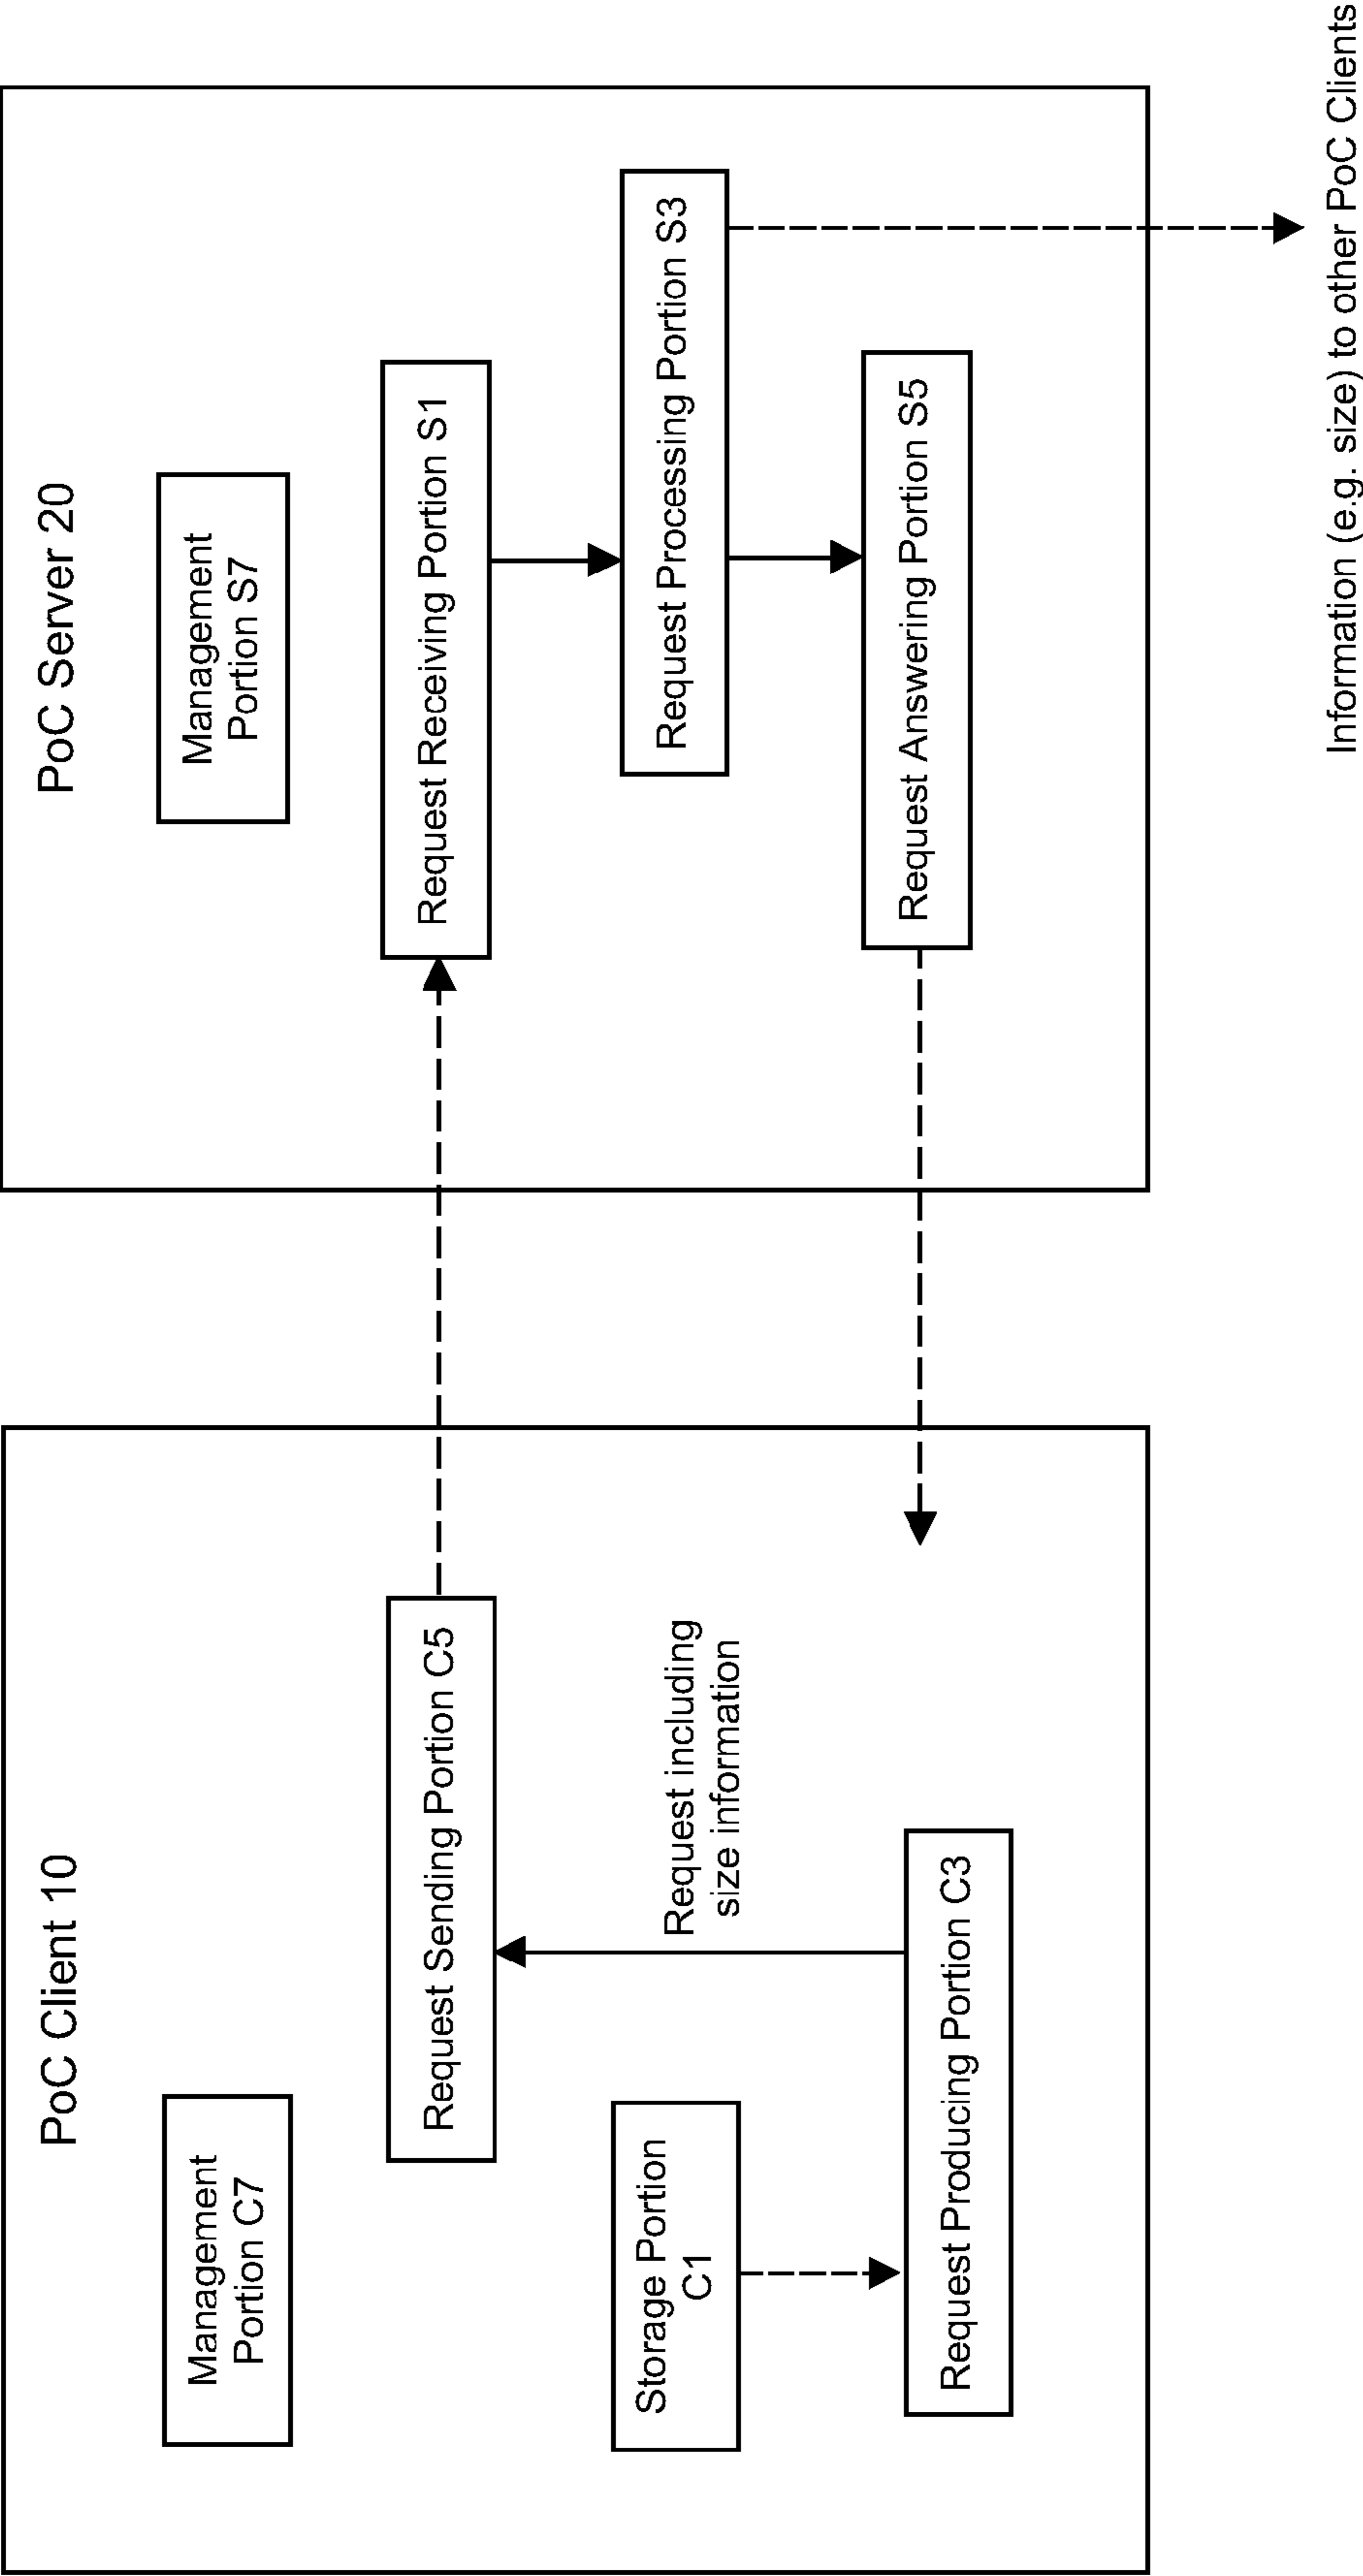 PoC Client 10
Management
Portion C7
Request Sending Portion C5
Storage Portion
C1
Request including
size information
Request Producing Portion C3
PoC Server 20
Management
Portion S7
Request Receiving Portion S1
Request Processing Portion S3
Request Answering Portion S5
Information (e.g. size) to other PoC Clients